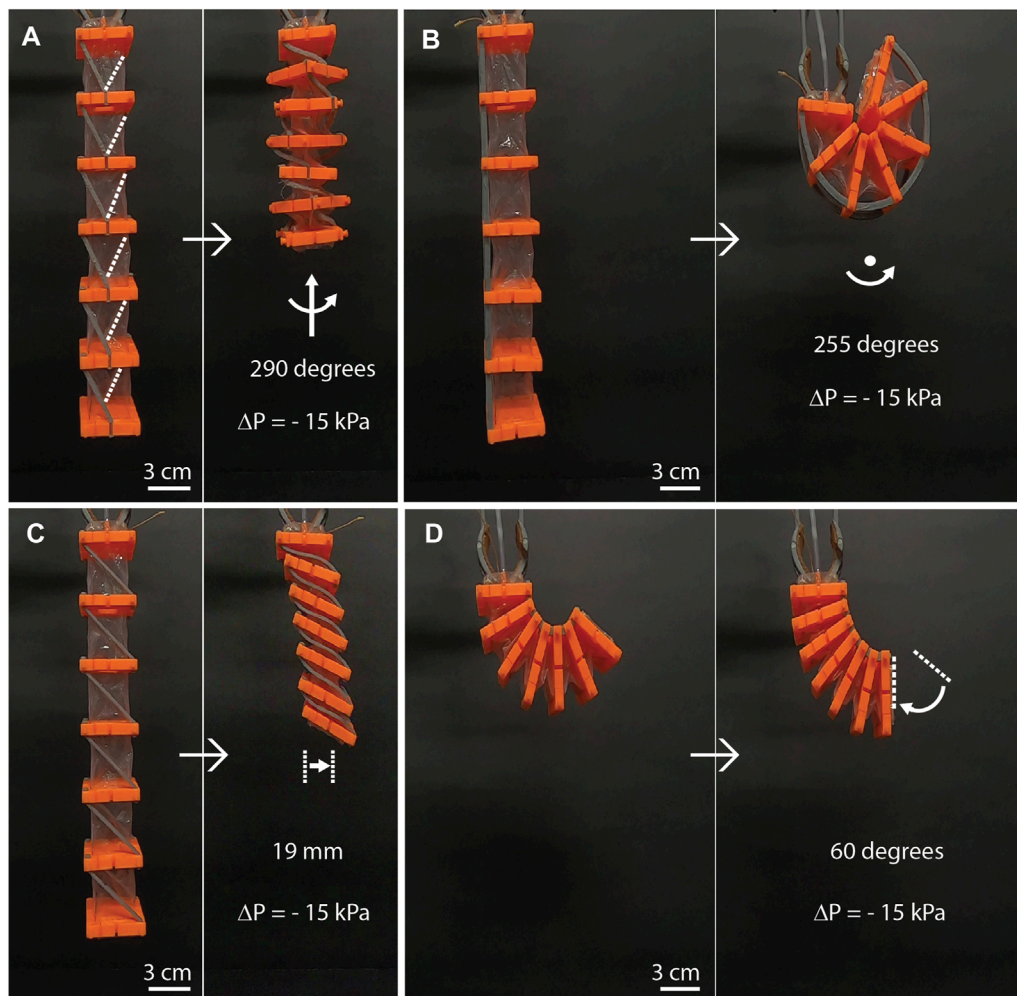 A
290 degrees
ΔP = - 15 kPa
3 cm
B
255 degrees
ΔP = - 15 kPa
3 cm
C
19 mm
ΔP = - 15 kPa
3 cm
D
60 degrees
ΔP = - 15 kPa
3 cm